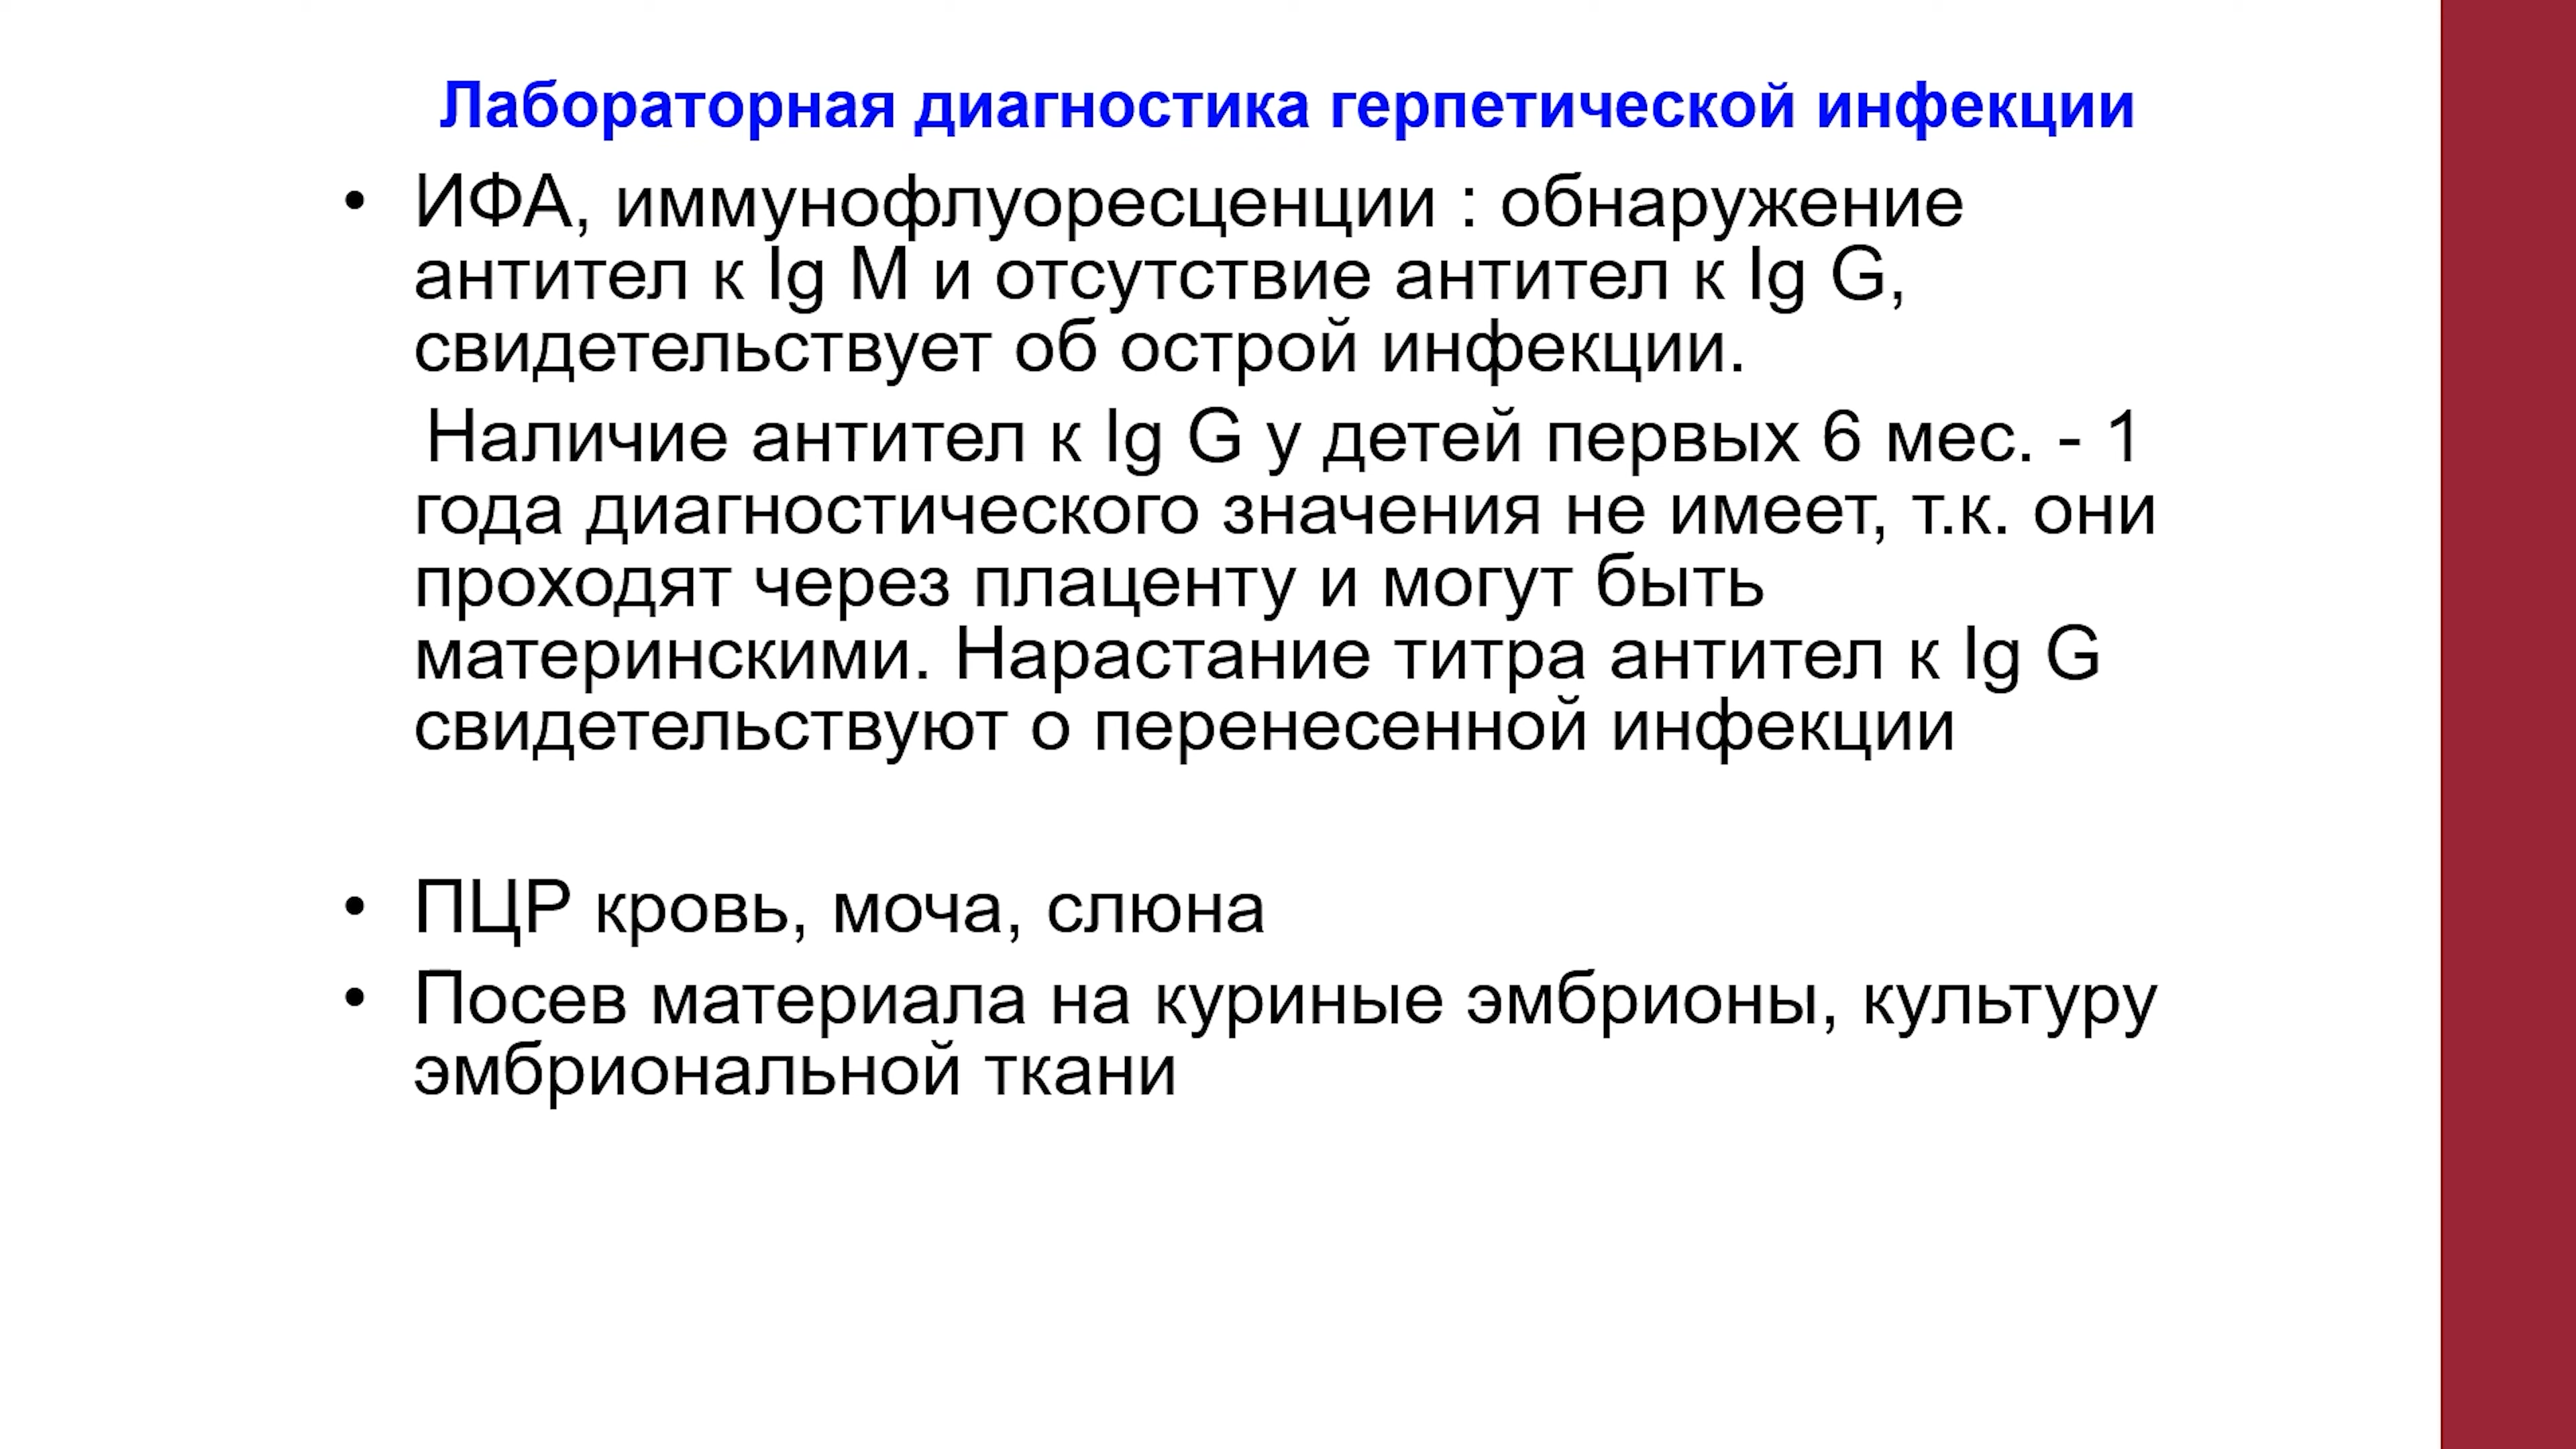 Лабораторная диагностика герпетической инфекции
• ИФА, иммунофлуоресценции : обнаружение
антител к Ig M и отсутствие антител к Ig G,
свидетельствует об острой инфекции.
Наличие антител к Ig G у детей первых 6 мес. - 1
года диагностического значения не имеет, т.к. они
проходят через плаценту и могут быть
материнскими. Нарастание титра антител к Ig G
свидетельствуют о перенесенной инфекции
• ПЦР кровь, моча, слюна
• Посев материала на куриные эмбрионы, культуру
эмбриональной ткани